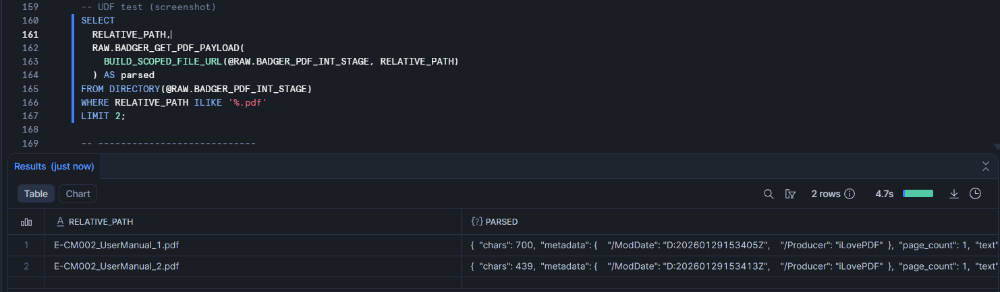 159 -- UDF test (screenshot)
160 SELECT
161 RELATIVE_PATH,
162 RAW.BADGER_GET_PDF_PAYLOAD(
163 BUILD_SCOPED_FILE_URL(@RAW.BADGER_PDF_INT_STAGE, RELATIVE_PATH)
164 ) AS parsed
165 FROM DIRECTORY(@RAW.BADGER_PDF_INT_STAGE)
166 WHERE RELATIVE_PATH ILIKE '%.pdf'
167 LIMIT 2;
168
169 -- ----------------------------
Results (just now)
Table Chart 2 rows 4.7s
A RELATIVE_PATH {?} PARSED
1 E-CM002_UserManual_1.pdf { "chars": 700, "metadata": { "/ModDate": "D:20260129153405Z", "/Producer": "iLovePDF" }, "page_count": 1, "text"
2 E-CM002_UserManual_2.pdf { "chars": 439, "metadata": { "/ModDate": "D:20260129153413Z", "/Producer": "iLovePDF" }, "page_count": 1, "text"